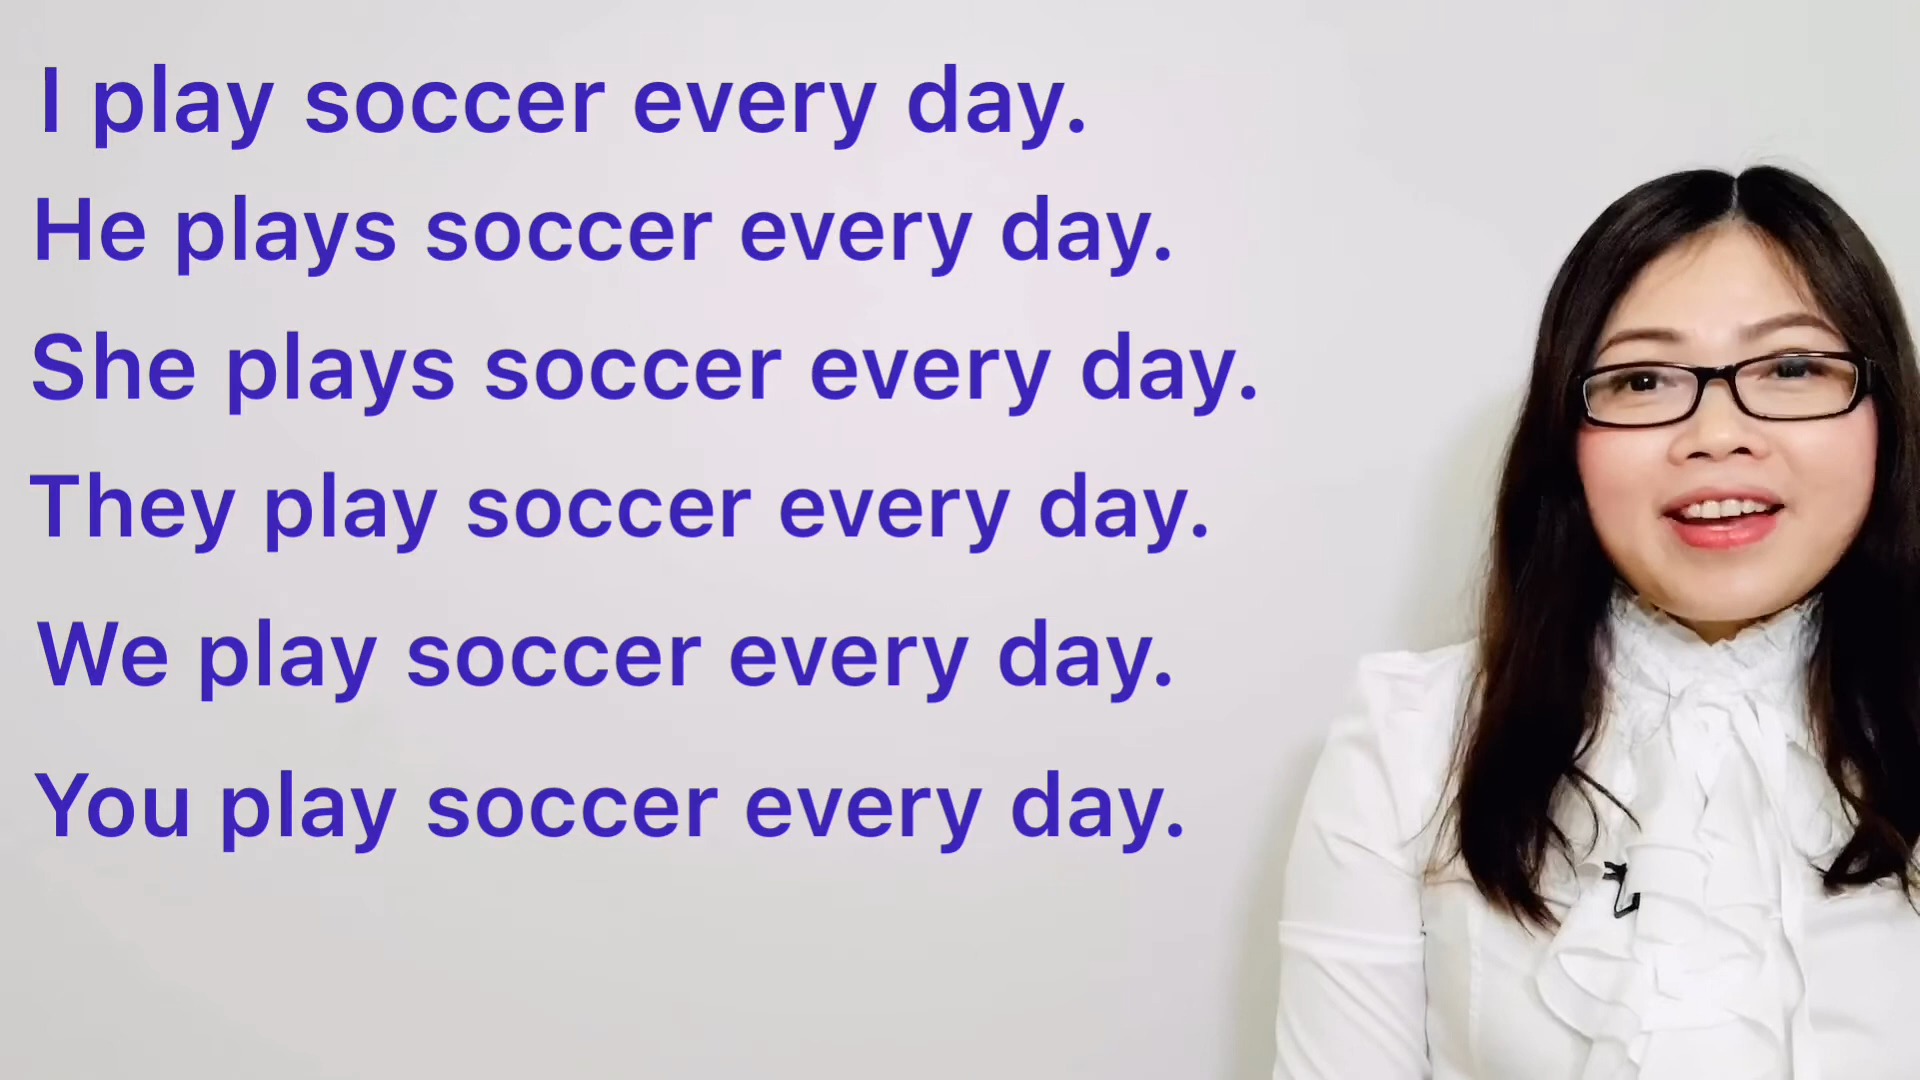 I play soccer every day.
He plays soccer every day.
She plays soccer every day.
They play soccer every day.
We play soccer every day.
You play soccer every day.